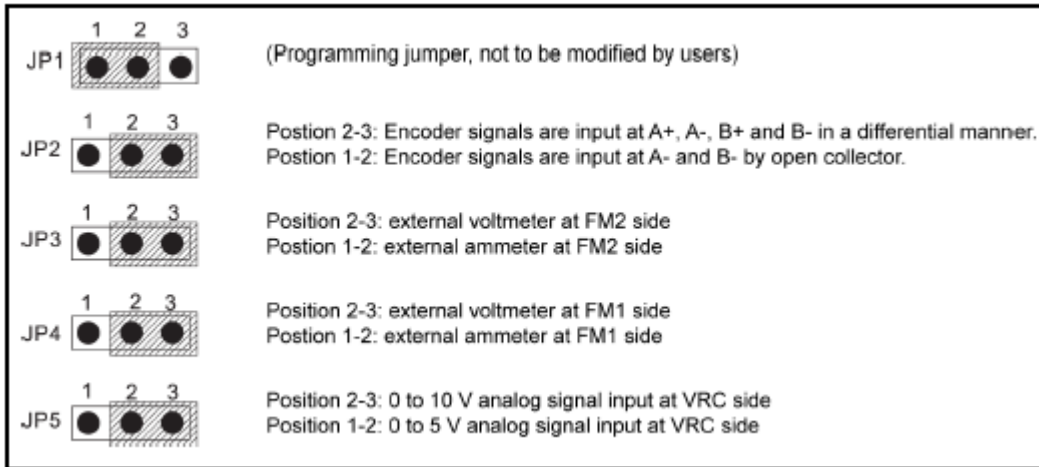 1 2 3
JP1 (Programming jumper, not to be modified by users)
1 2 3
JP2
Postion 2-3: Encoder signals are input at A+, A-, B+ and B- in a differential manner.
Postion 1-2: Encoder signals are input at A- and B- by open collector.
1 2 3
JP3
Position 2-3: external voltmeter at FM2 side
Postion 1-2: external ammeter at FM2 side
1 2 3
JP4
Position 2-3: external voltmeter at FM1 side
Postion 1-2: external ammeter at FM1 side
1 2 3
JP5
Position 2-3: 0 to 10 V analog signal input at VRC side
Position 1-2: 0 to 5 V analog signal input at VRC side